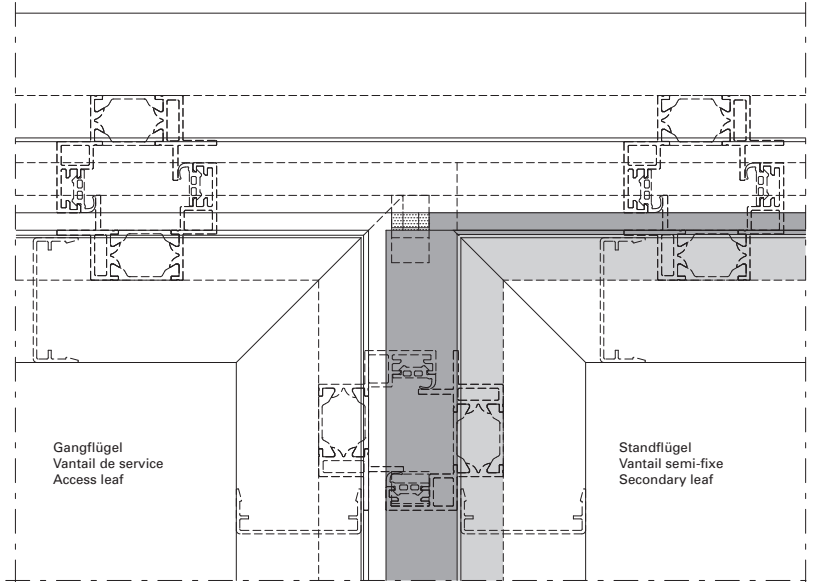 Gangflügel
Vantail de service
Access leaf
Standflügel
Vantail semi-fixe
Secondary leaf